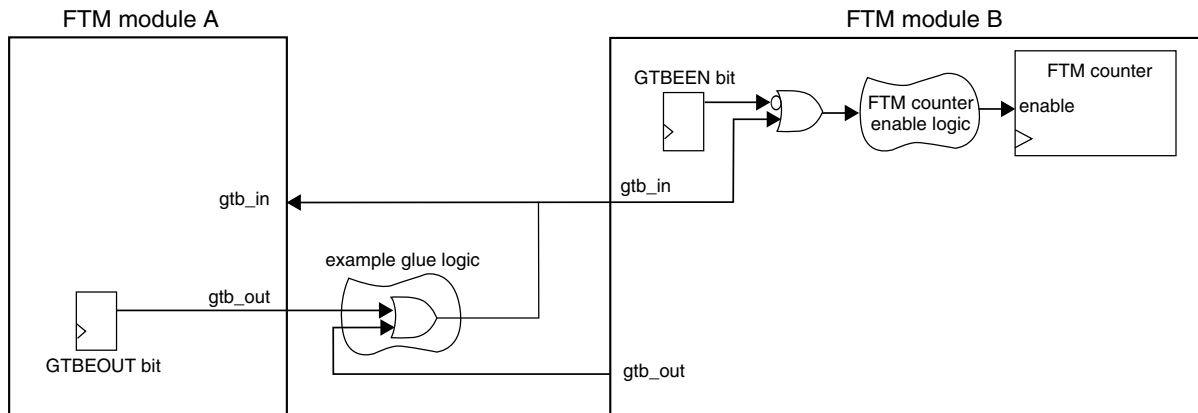 FTM module A
FTM module B
GTBEEN bit
FTM counter
enable
FTM counter
enable logic
gtb_in
gtb_in
example glue logic
gtb_out
GTBEOUT bit
gtb_out